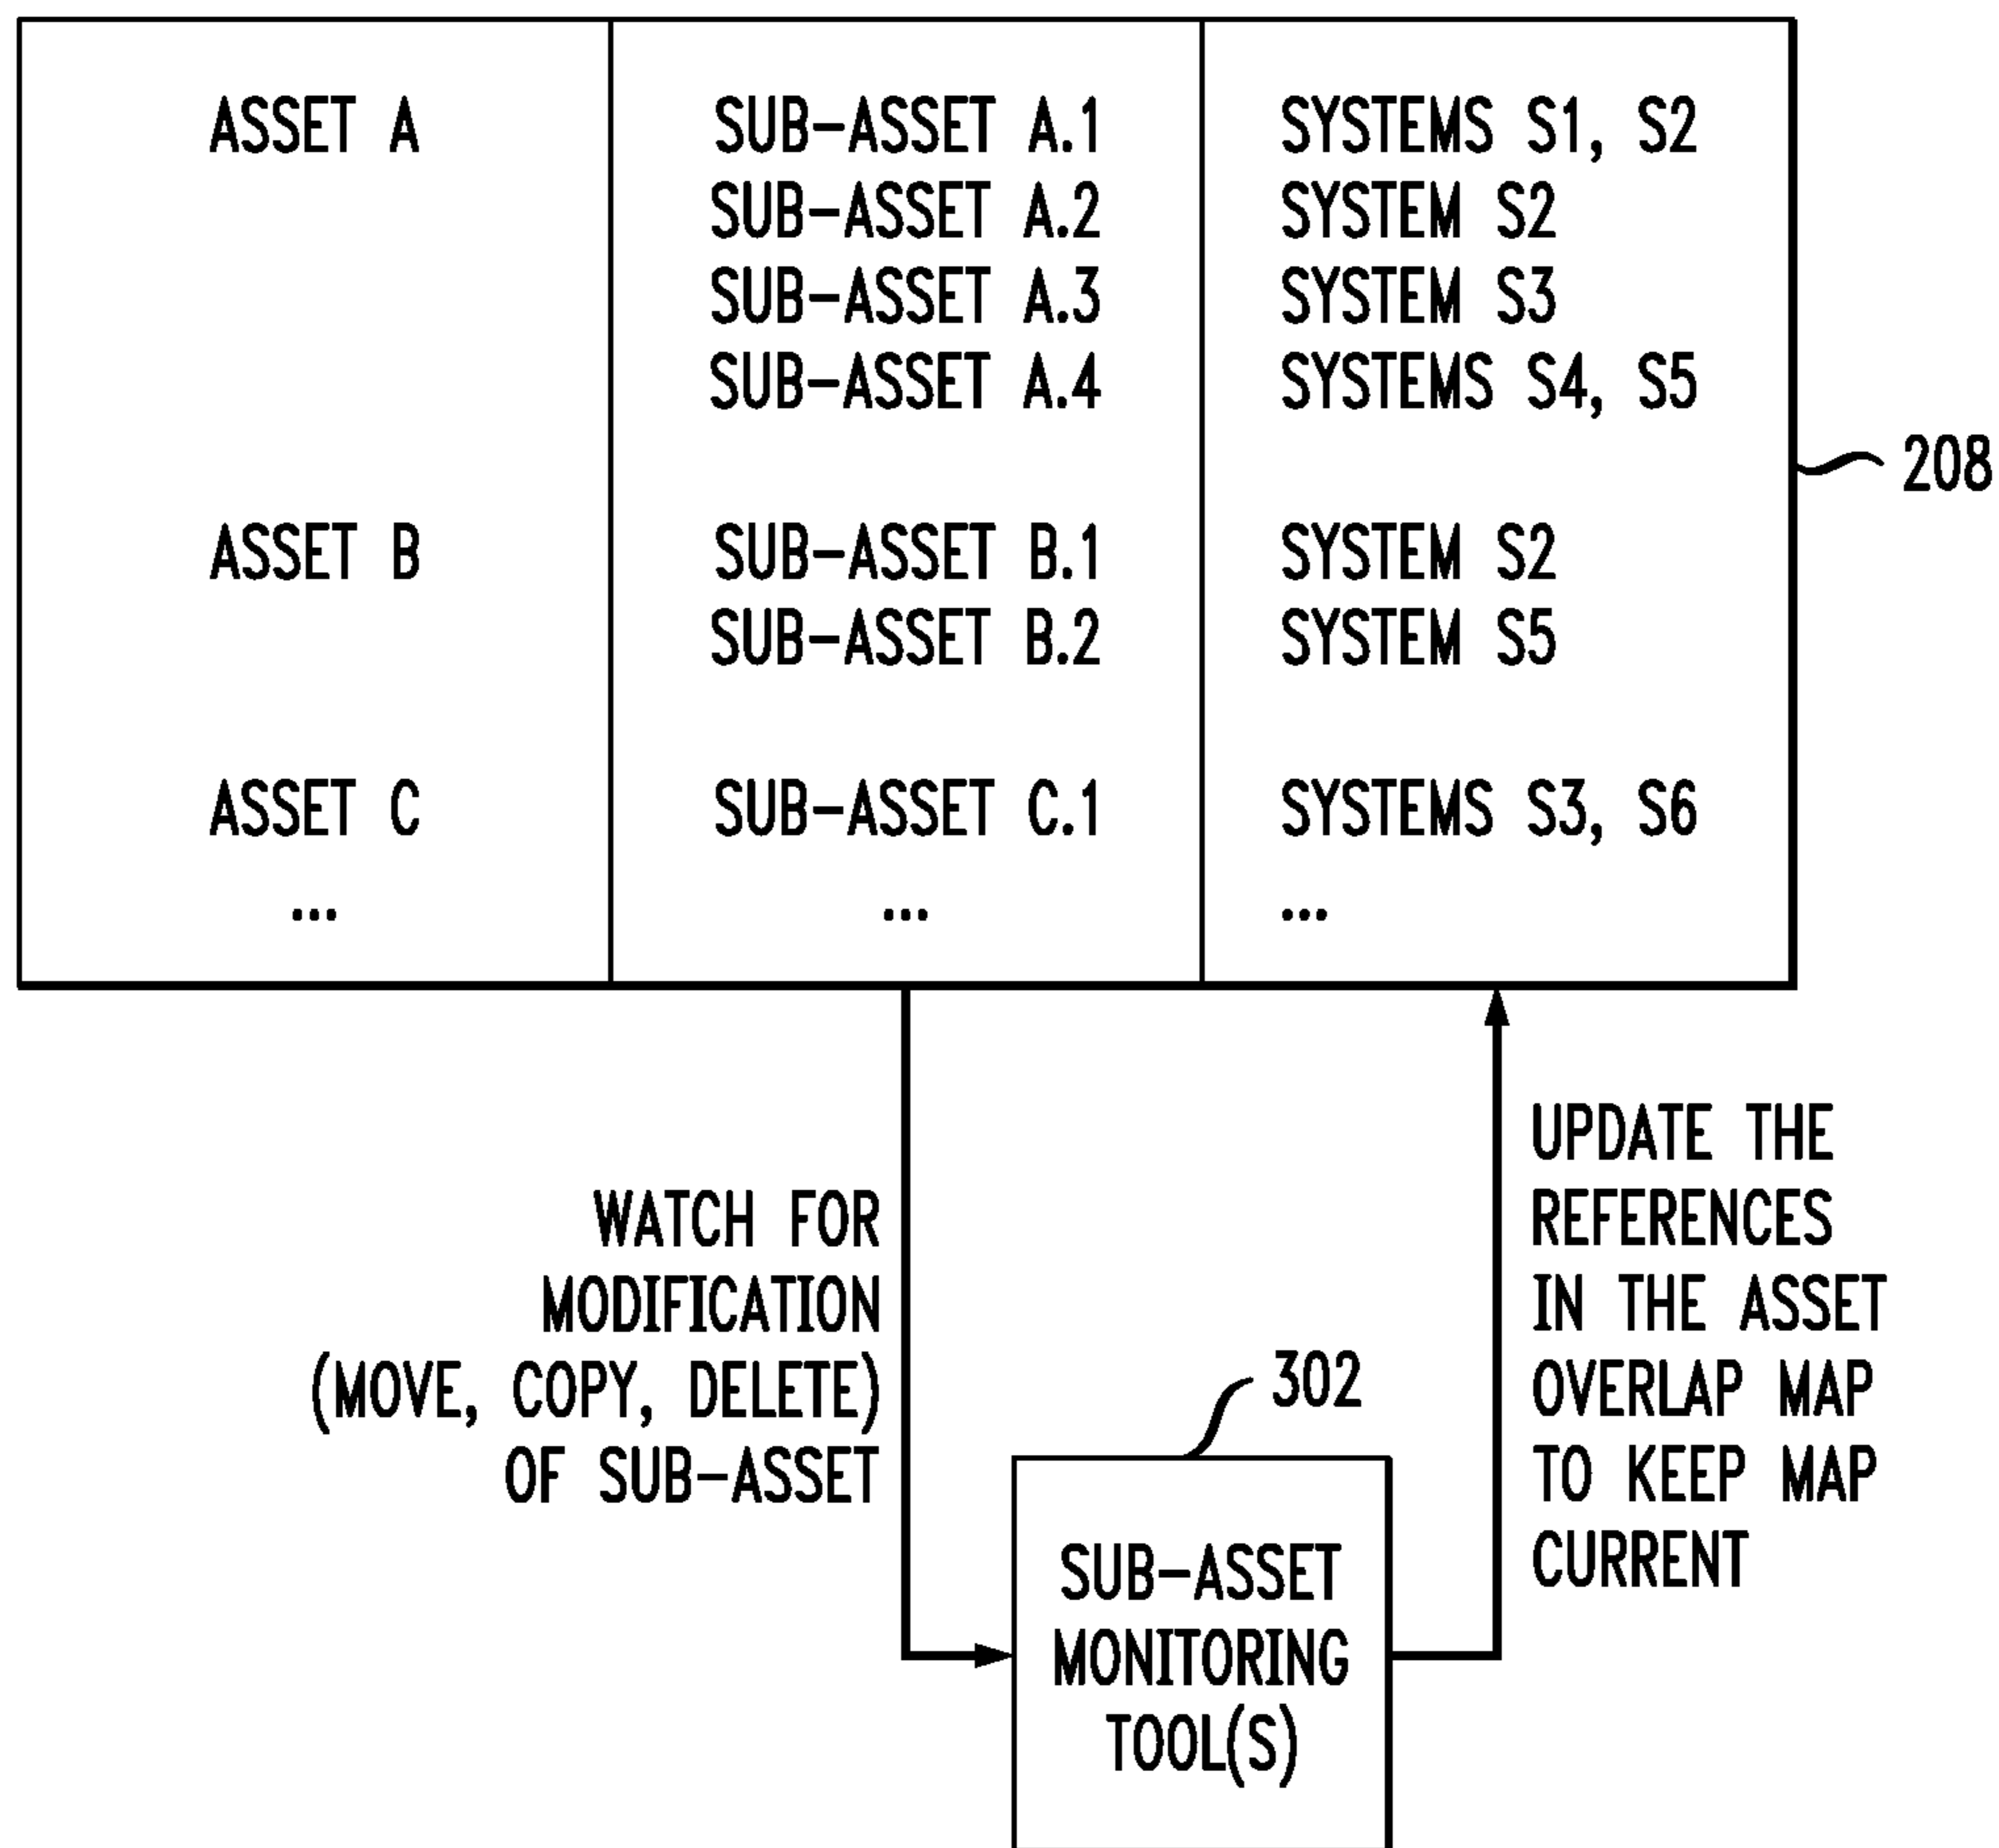 ASSET A SUB-ASSET A.1 SYSTEMS S1, S2
SUB-ASSET A.2 SYSTEM S2
SUB-ASSET A.3 SYSTEM S3
SUB-ASSET A.4 SYSTEMS S4, S5
208
ASSET B SUB-ASSET B.1 SYSTEM S2
SUB-ASSET B.2 SYSTEM S5
ASSET C SUB-ASSET C.1 SYSTEMS S3, S6
... ... ...
WATCH FOR
MODIFICATION
(MOVE, COPY, DELETE)
OF SUB-ASSET
302
SUB-ASSET
MONITORING
TOOL(S)
UPDATE THE
REFERENCES
IN THE ASSET
OVERLAP MAP
TO KEEP MAP
CURRENT